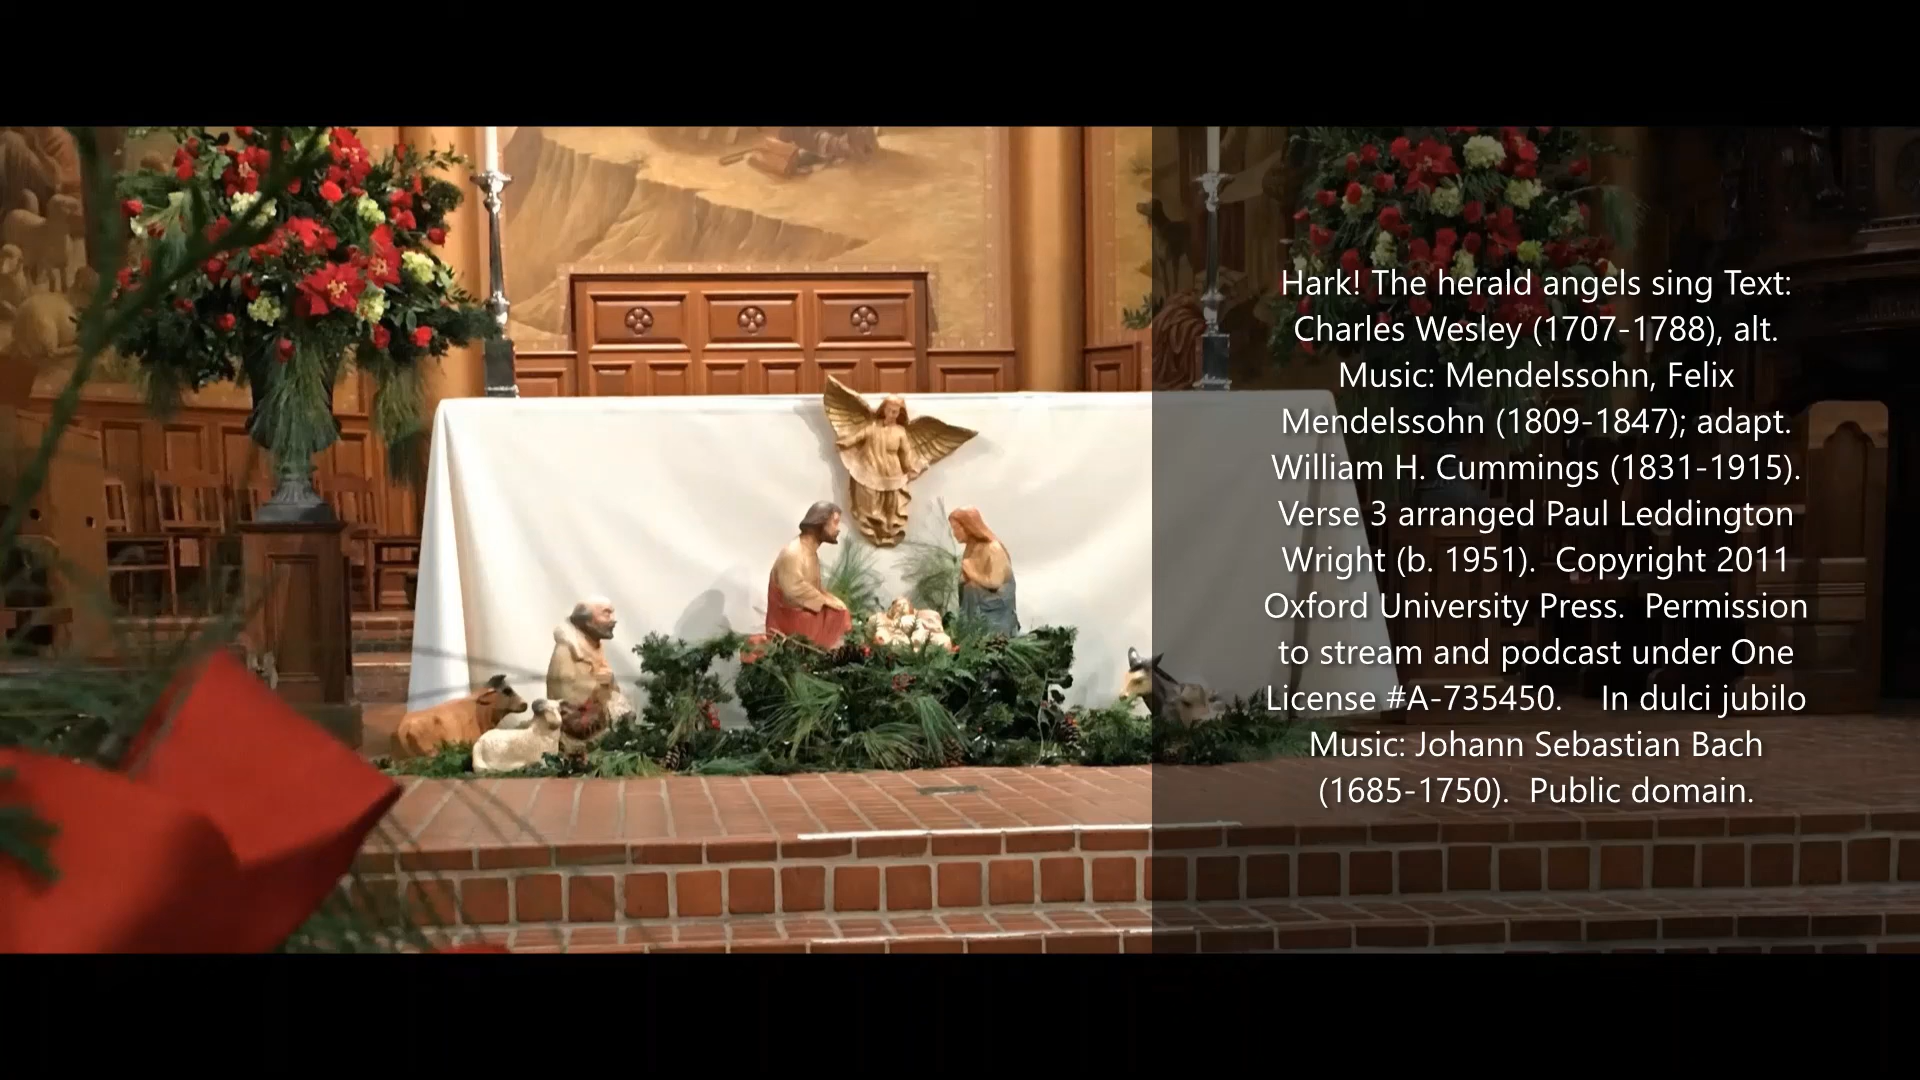 Hark! The herald angels sing Text:
Charles Wesley (1707-1788), alt.
Music: Mendelssohn, Felix
Mendelssohn (1809-1847); adapt.
William H. Cummings (1831-1915).
Verse 3 arranged Paul Leddington
Wright (b. 1951).  Copyright 2011
Oxford University Press.  Permission
to stream and podcast under One
License #A-735450.    In dulci jubilo
Music: Johann Sebastian Bach
(1685-1750).  Public domain.